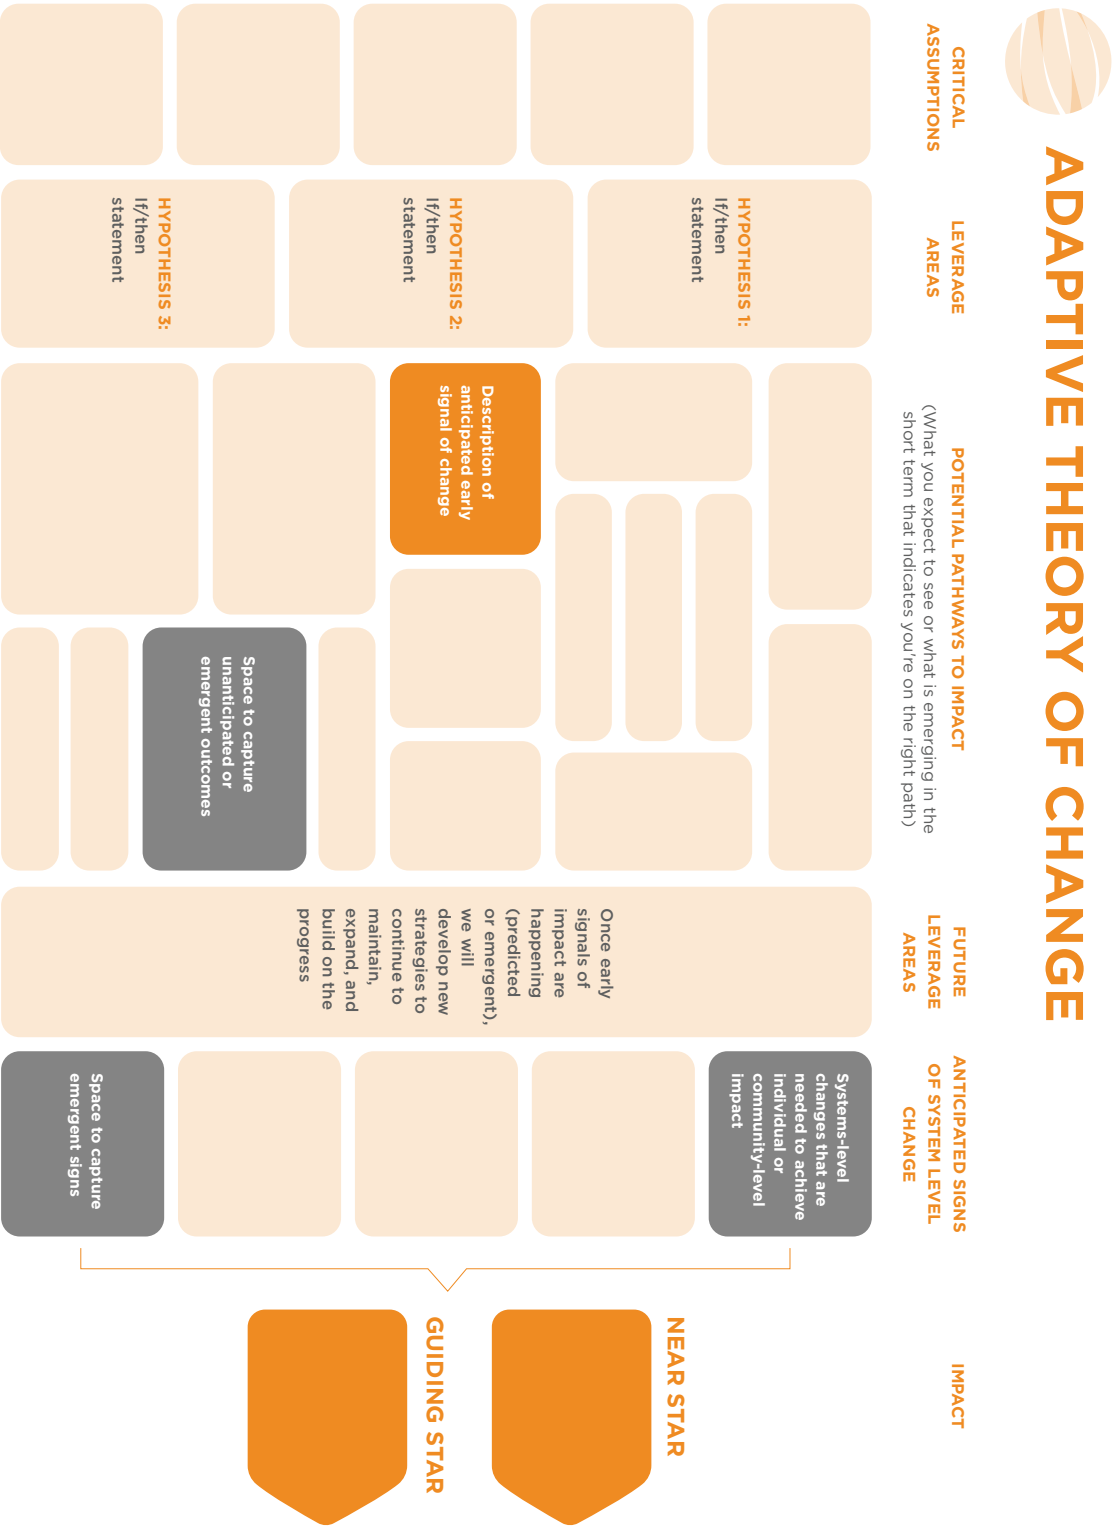 ADAPTIVE THEORY OF CHANGE
CRITICAL
ASSUMPTIONS
LEVERAGE
AREAS
POTENTIAL PATHWAYS TO IMPACT
(What you expect to see or what is emerging in the
short term that indicates you're on the right path)
FUTURE
LEVERAGE
AREAS
ANTICIPATED SIGNS
OF SYSTEM LEVEL
CHANGE
IMPACT
HYPOTHESIS 1:
If/then
statement
HYPOTHESIS 2:
If/then
statement
HYPOTHESIS 3:
If/then
statement
Description of
anticipated early
signal of change
Space to capture
unanticipated or
emergent outcomes
Once early
signals of
impact are
happening
(predicted
or emergent),
we will
develop new
strategies to
continue to
maintain,
expand, and
build on the
progress
Systems-level
changes that are
needed to achieve
individual or
community-level
impact
Space to capture
emergent signs
NEAR STAR
GUIDING STAR